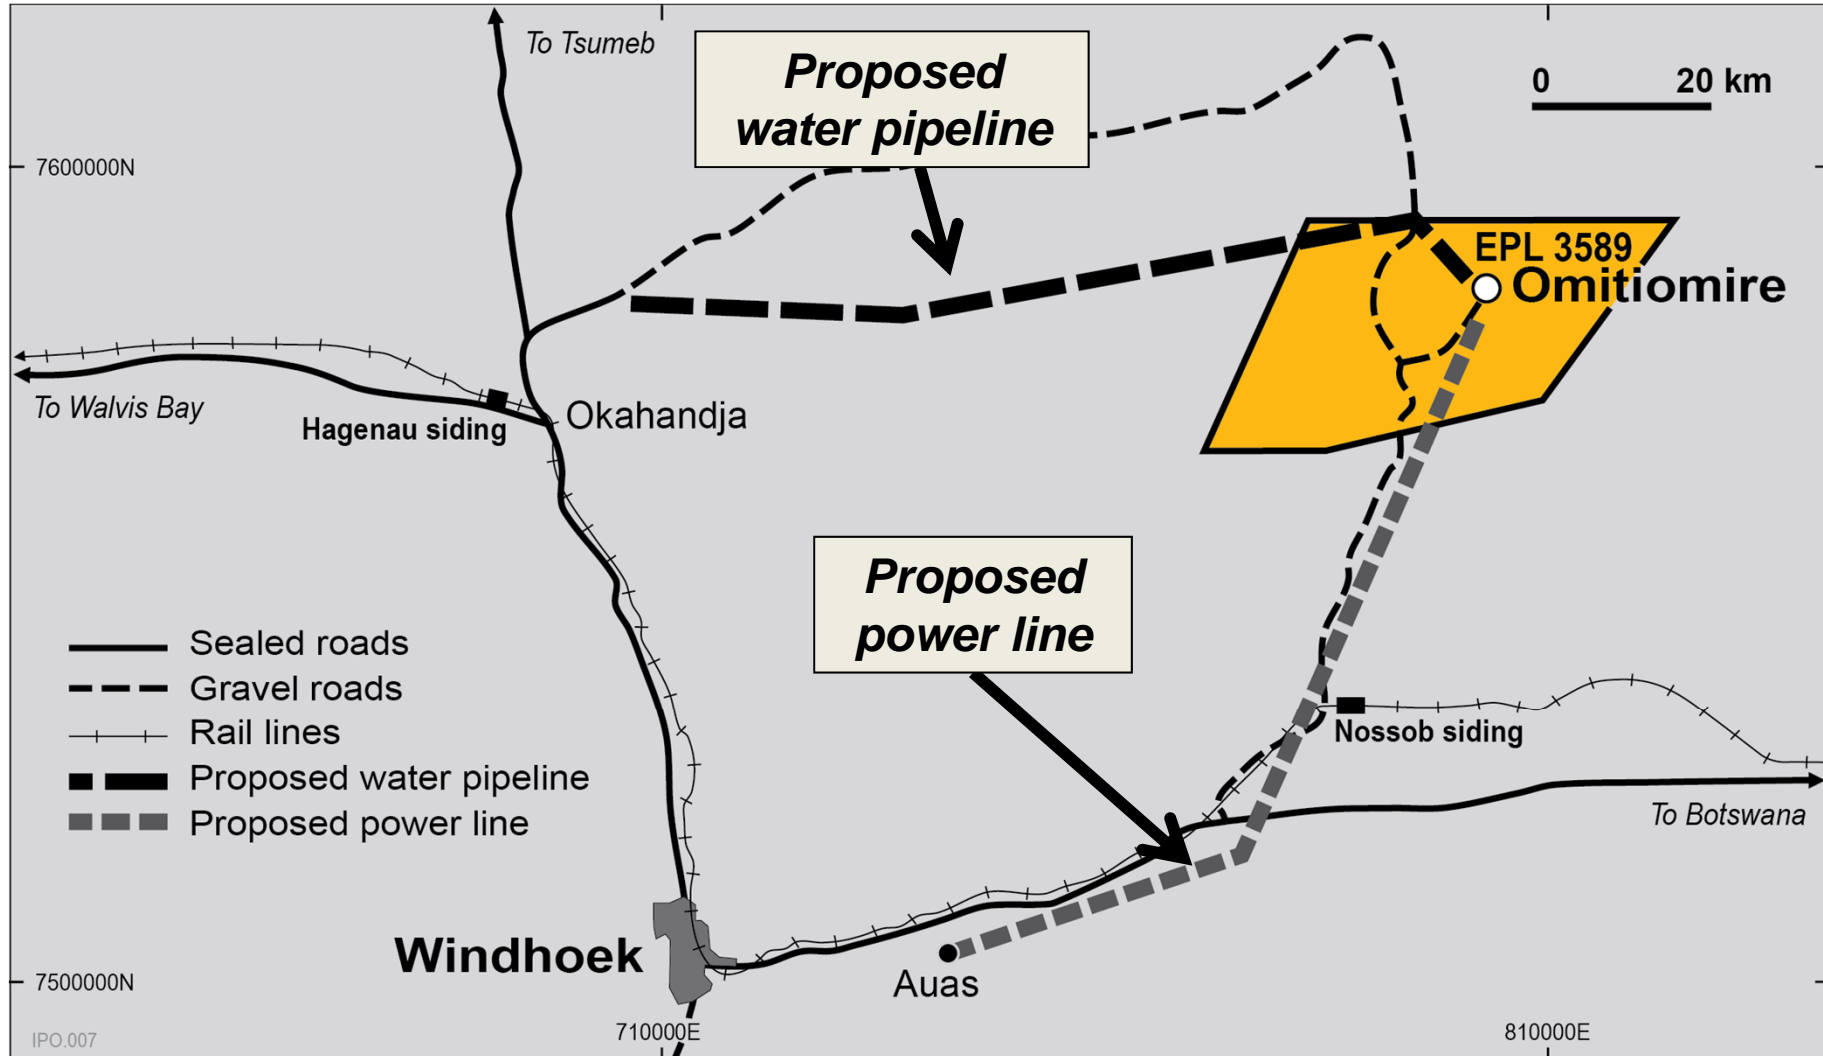 To Tsumeb
Proposed
water pipeline
0 20 km
7600000N
EPL 3589
Omitiomire
To Walvis Bay
Hagenau siding
Okahandja
Proposed
power line
Sealed roads
Gravel roads
Rail lines
Proposed water pipeline
Proposed power line
Nossob siding
To Botswana
Windhoek
Auas
7500000N
710000E
810000E
IPO.007